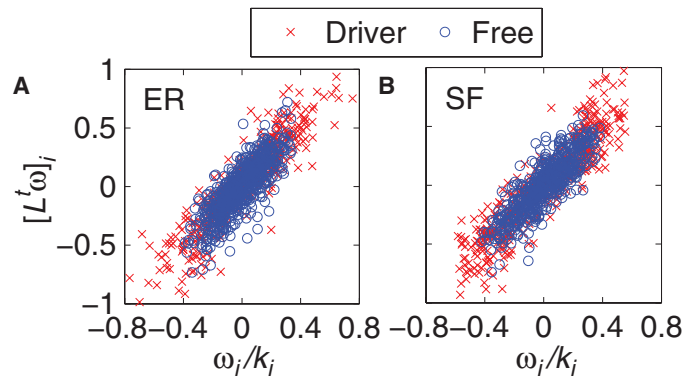 × Driver ○ Free
A
B
ER
SF
1
0.5
0
−0.5
−1
[L^t ω]_i
−0.8 −0.4 0 0.4 0.8
−0.8 −0.4 0 0.4 0.8
ω_i/k_i
ω_i/k_i